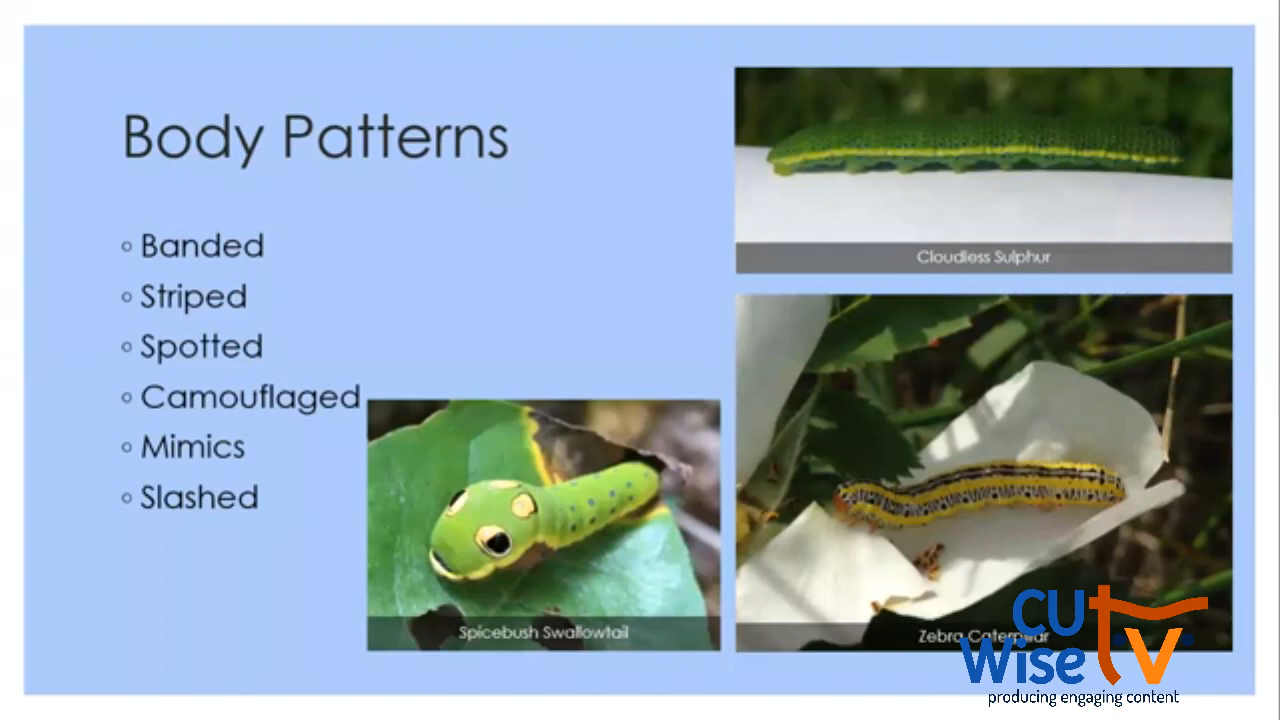 Body Patterns
Banded
Striped
Spotted
Camouflaged
Mimics
Slashed
Cloudless Sulphur
Spicebush Swallowtail
Zebra Caterpillar
CU
Wise tv
producing engaging content